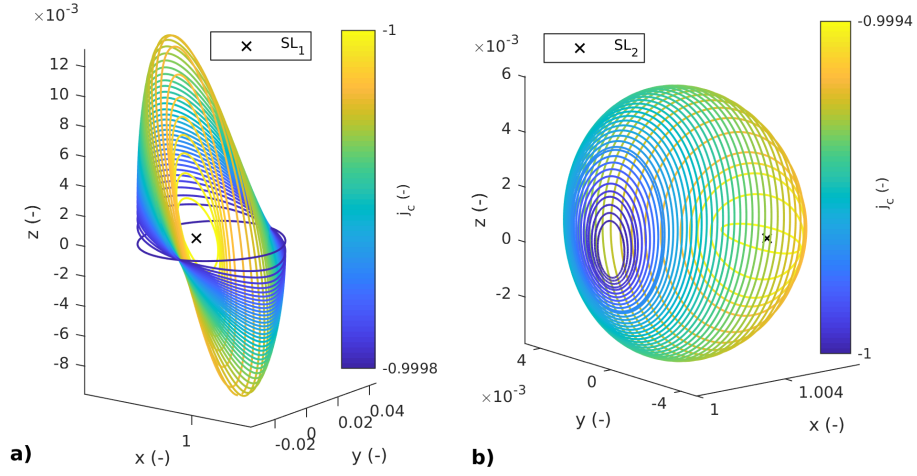 ×10⁻³
SL₁
12
10
8
6
4
2
0
-2
-4
-6
-8
z (-)
1
x (-)
-0.02
0
0.02
0.04
y (-)
-1
j_c (-)
-0.9998
a)
×10⁻³
SL₂
6
4
2
0
-2
z (-)
4
0
-4
×10⁻³
y (-)
1
1.004
x (-)
-0.9994
j_c (-)
-1
b)